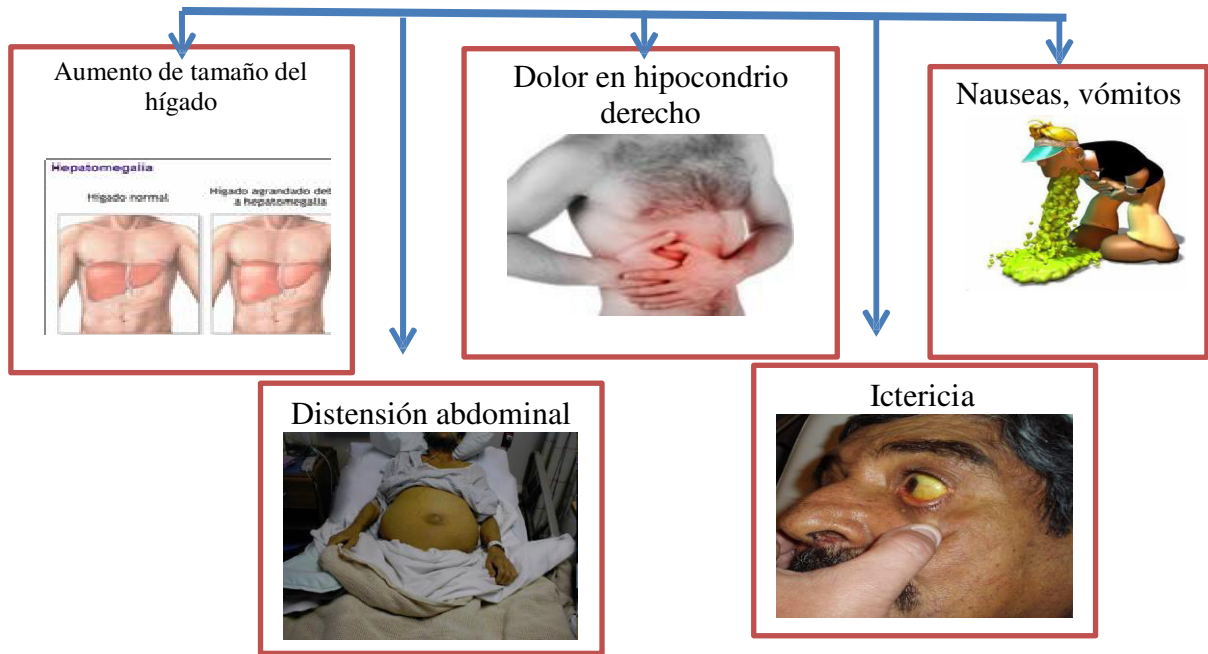 Aumento de tamaño del
hígado
Hepatomegalia
Hígado normal
Hígado agrandado deb
a hepatomegalia
Dolor en hipocondrio
derecho
Nauseas, vómitos
Distensión abdominal
Ictericia